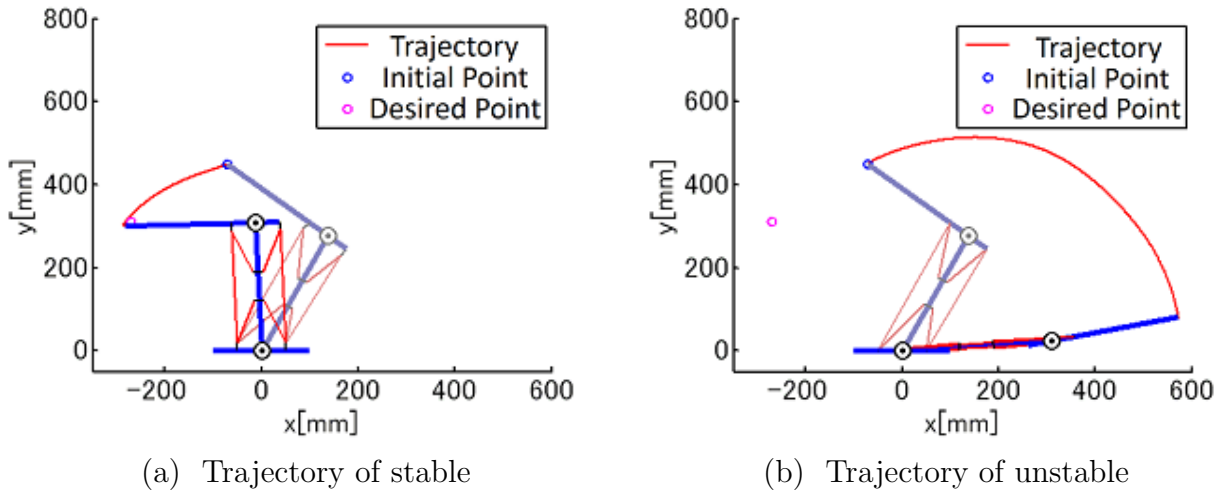 800
600
400
200
0
y[mm]
−200
0
200
400
600
x[mm]
Trajectory
Initial Point
Desired Point
(a) Trajectory of stable
800
600
400
200
0
y[mm]
−200
0
200
400
600
x[mm]
Trajectory
Initial Point
Desired Point
(b) Trajectory of unstable